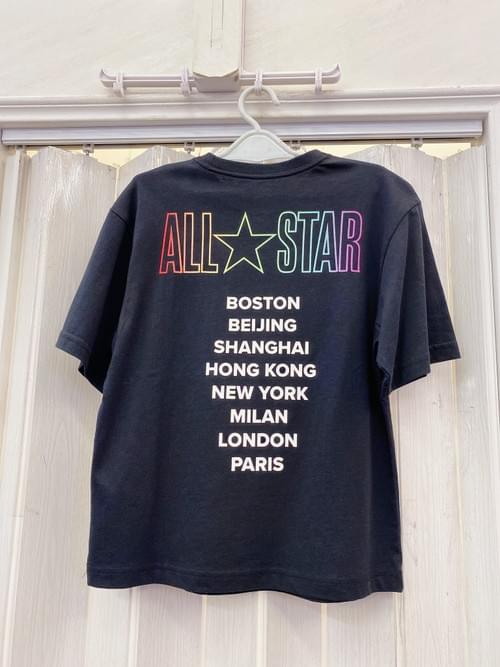 ALL☆STAR
BOSTON
BEIJING
SHANGHAI
HONG KONG
NEW YORK
MILAN
LONDON
PARIS